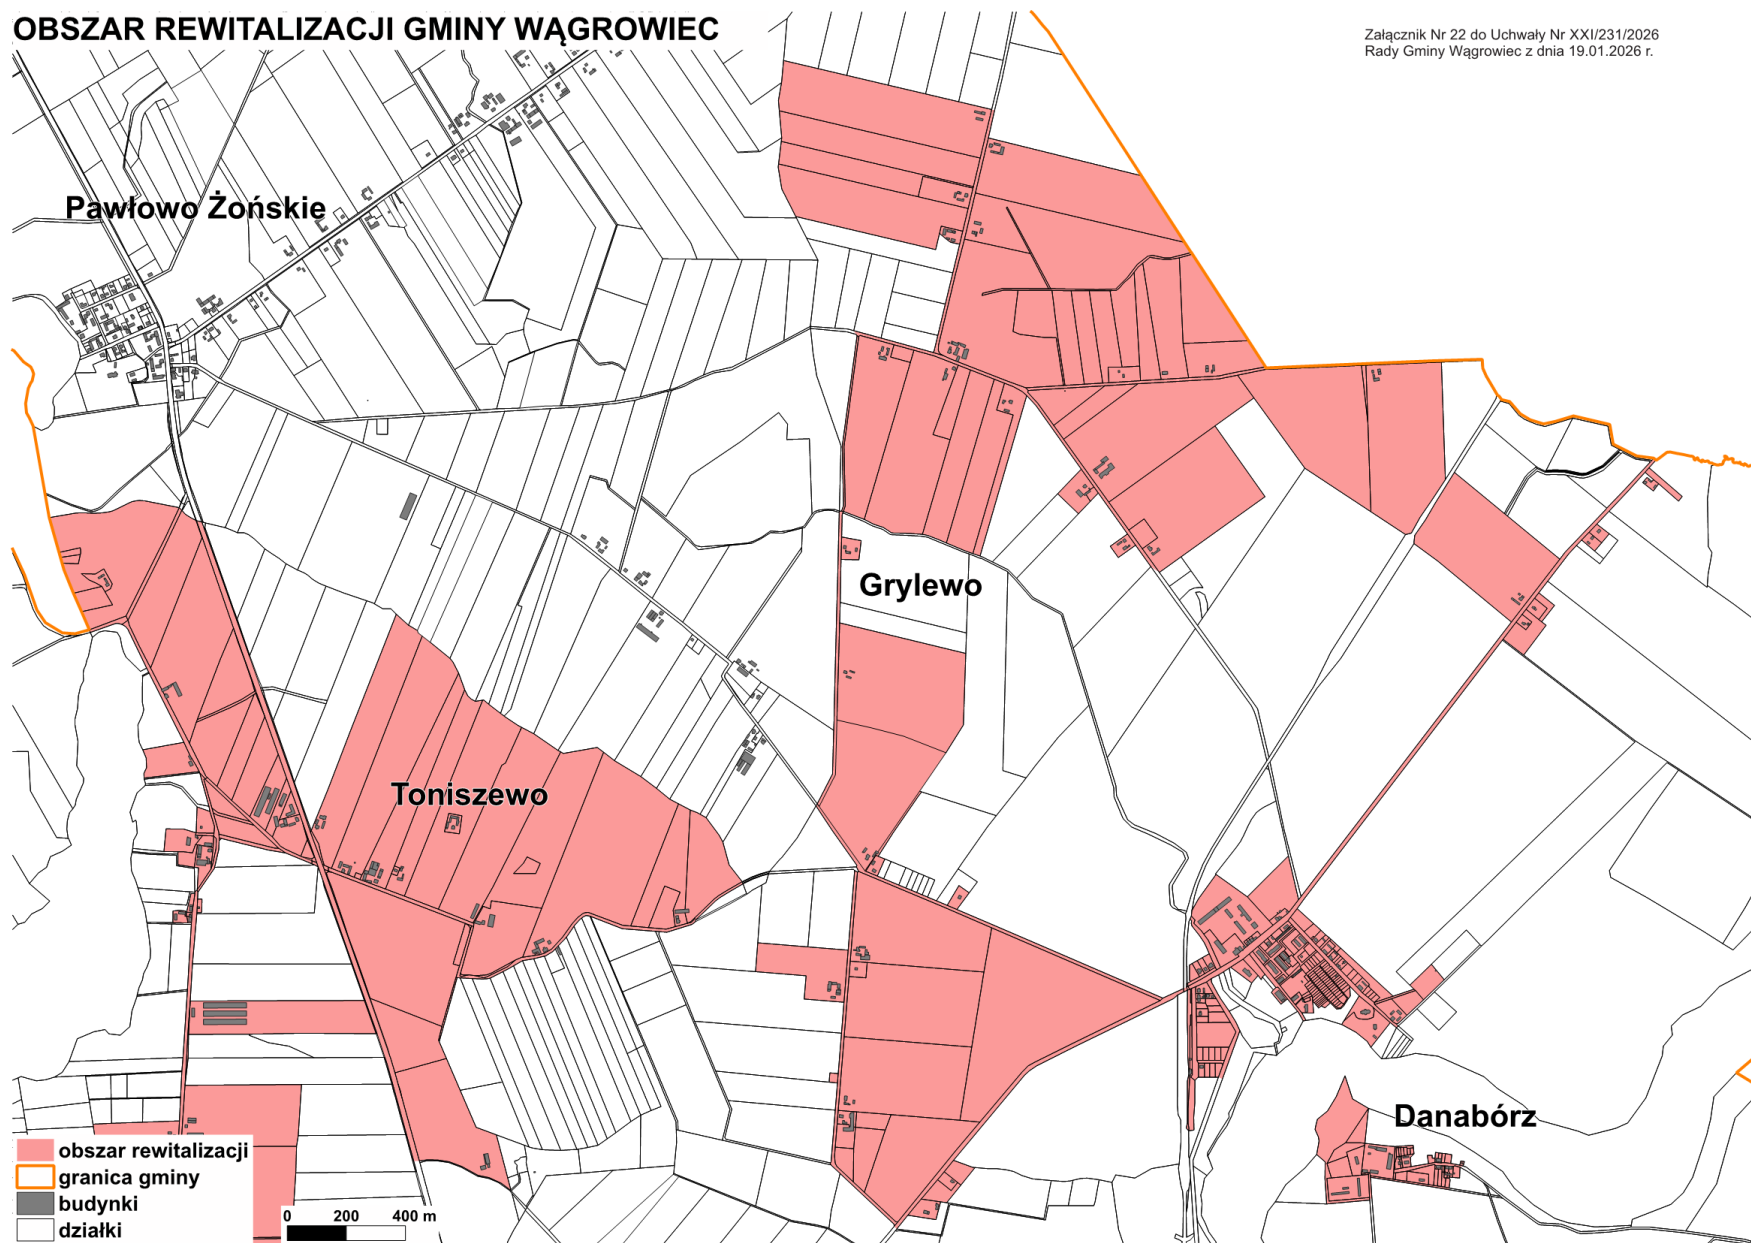 OBSZAR REWITALIZACJI GMINY WĄGROWIEC
Załącznik Nr 22 do Uchwały Nr XXI/231/2026
Rady Gminy Wągrowiec z dnia 19.01.2026 r.
Pawłowo Żońskie
Grylewo
Toniszewo
Danabórz
obszar rewitalizacji
granica gminy
budynki
działki
0 200 400 m